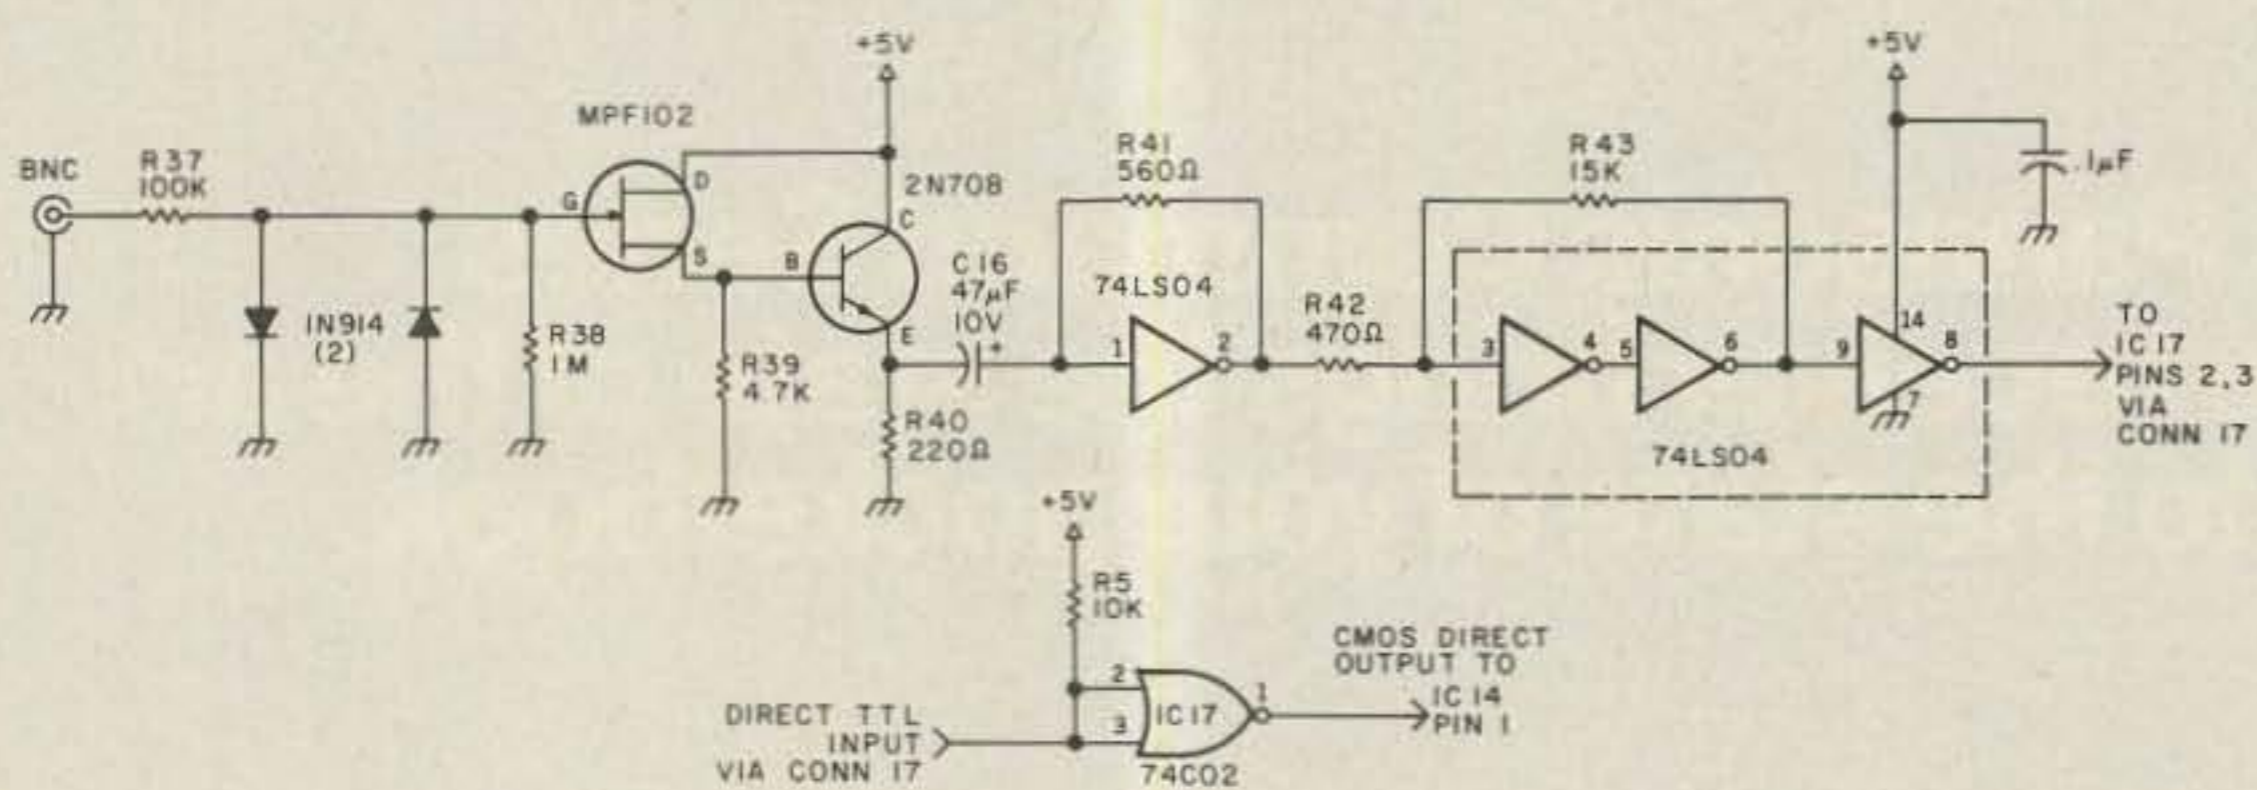 +5V
+5V
MPF102
BNC
R37
100K
G
D
S
2N708
C
B
E
R41
560Ω
R43
15K
.1µF
C16
47µF
10V
+
74LS04
1
2
R42
470Ω
3
4
5
6
9
14
8
7
74LS04
TO
IC17
PINS 2,3
VIA
CONN 17
1N914
(2)
R38
1M
R39
4.7K
R40
220Ω
+5V
R5
10K
2
3
IC17
1
74C02
DIRECT TTL
INPUT
VIA CONN 17
CMOS DIRECT
OUTPUT TO
IC14
PIN 1